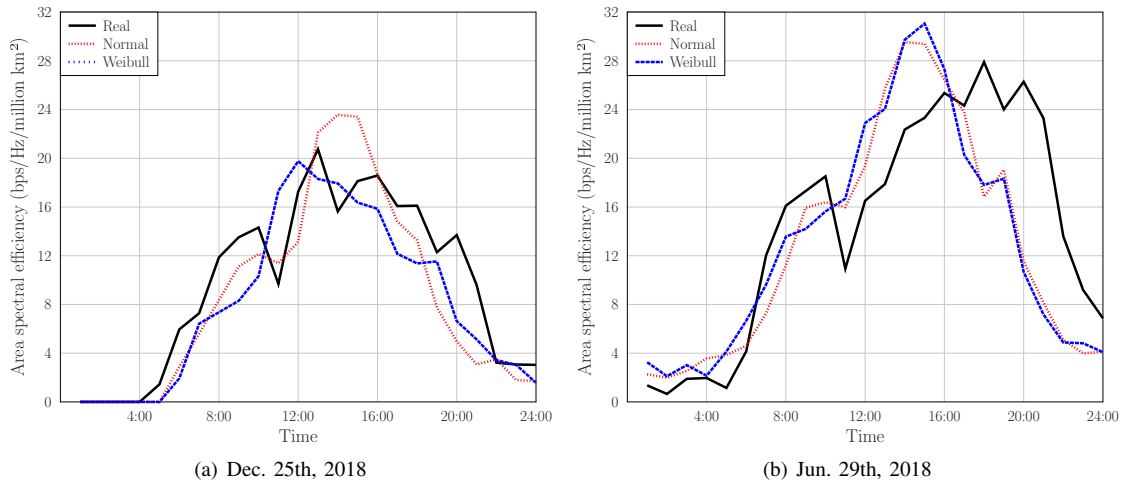 32
28
24
20
16
12
8
4
0
Area spectral efficiency (bps/Hz/million km²)
Real
Normal
Weibull
4:00
8:00
12:00
16:00
20:00
24:00
Time
(a) Dec. 25th, 2018
32
28
24
20
16
12
8
4
0
Area spectral efficiency (bps/Hz/million km²)
Real
Normal
Weibull
4:00
8:00
12:00
16:00
20:00
24:00
Time
(b) Jun. 29th, 2018